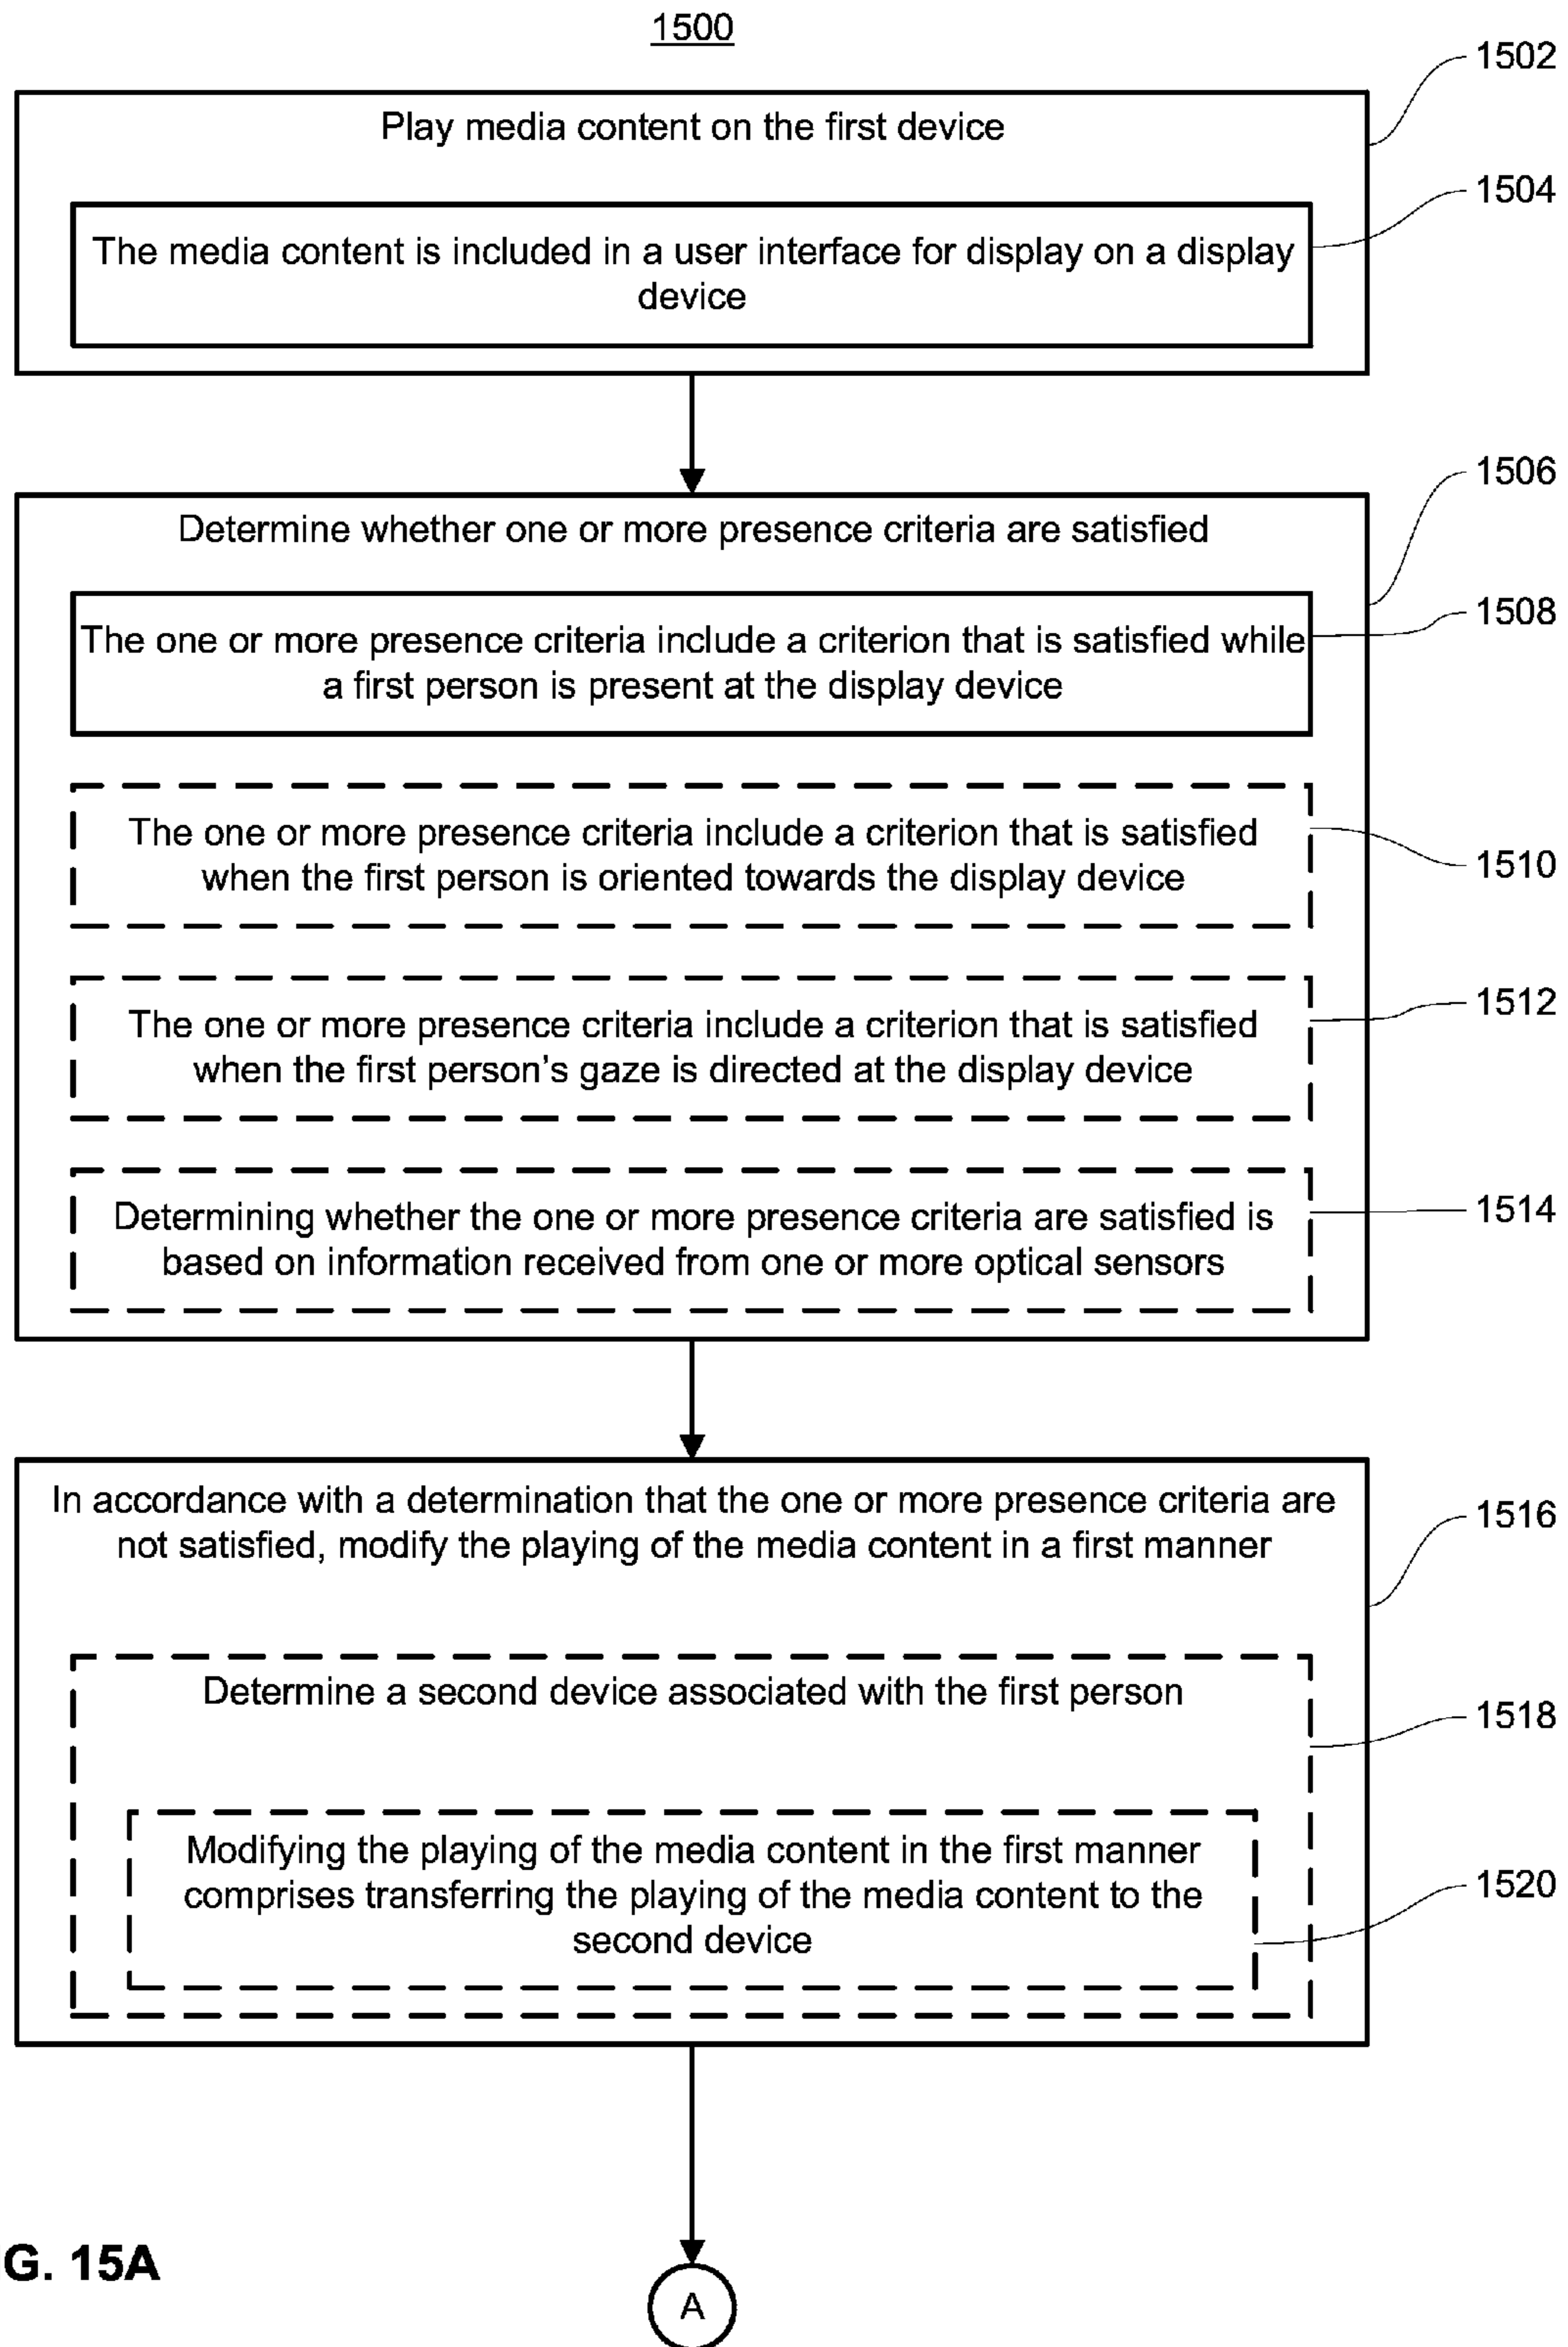 1500
1502
Play media content on the first device
1504
The media content is included in a user interface for display on a display
device
1506
Determine whether one or more presence criteria are satisfied
1508
The one or more presence criteria include a criterion that is satisfied while
a first person is present at the display device
The one or more presence criteria include a criterion that is satisfied
when the first person is oriented towards the display device
1510
The one or more presence criteria include a criterion that is satisfied
when the first person's gaze is directed at the display device
1512
Determining whether the one or more presence criteria are satisfied is
based on information received from one or more optical sensors
1514
In accordance with a determination that the one or more presence criteria are
not satisfied, modify the playing of the media content in a first manner
1516
Determine a second device associated with the first person
1518
Modifying the playing of the media content in the first manner
comprises transferring the playing of the media content to the
second device
1520
G. 15A
A